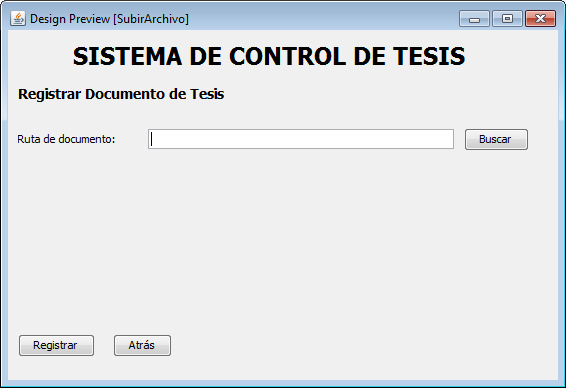 Design Preview [SubirArchivo]
SISTEMA DE CONTROL DE TESIS
Registrar Documento de Tesis
Ruta de documento:
Buscar
Registrar
Atrás